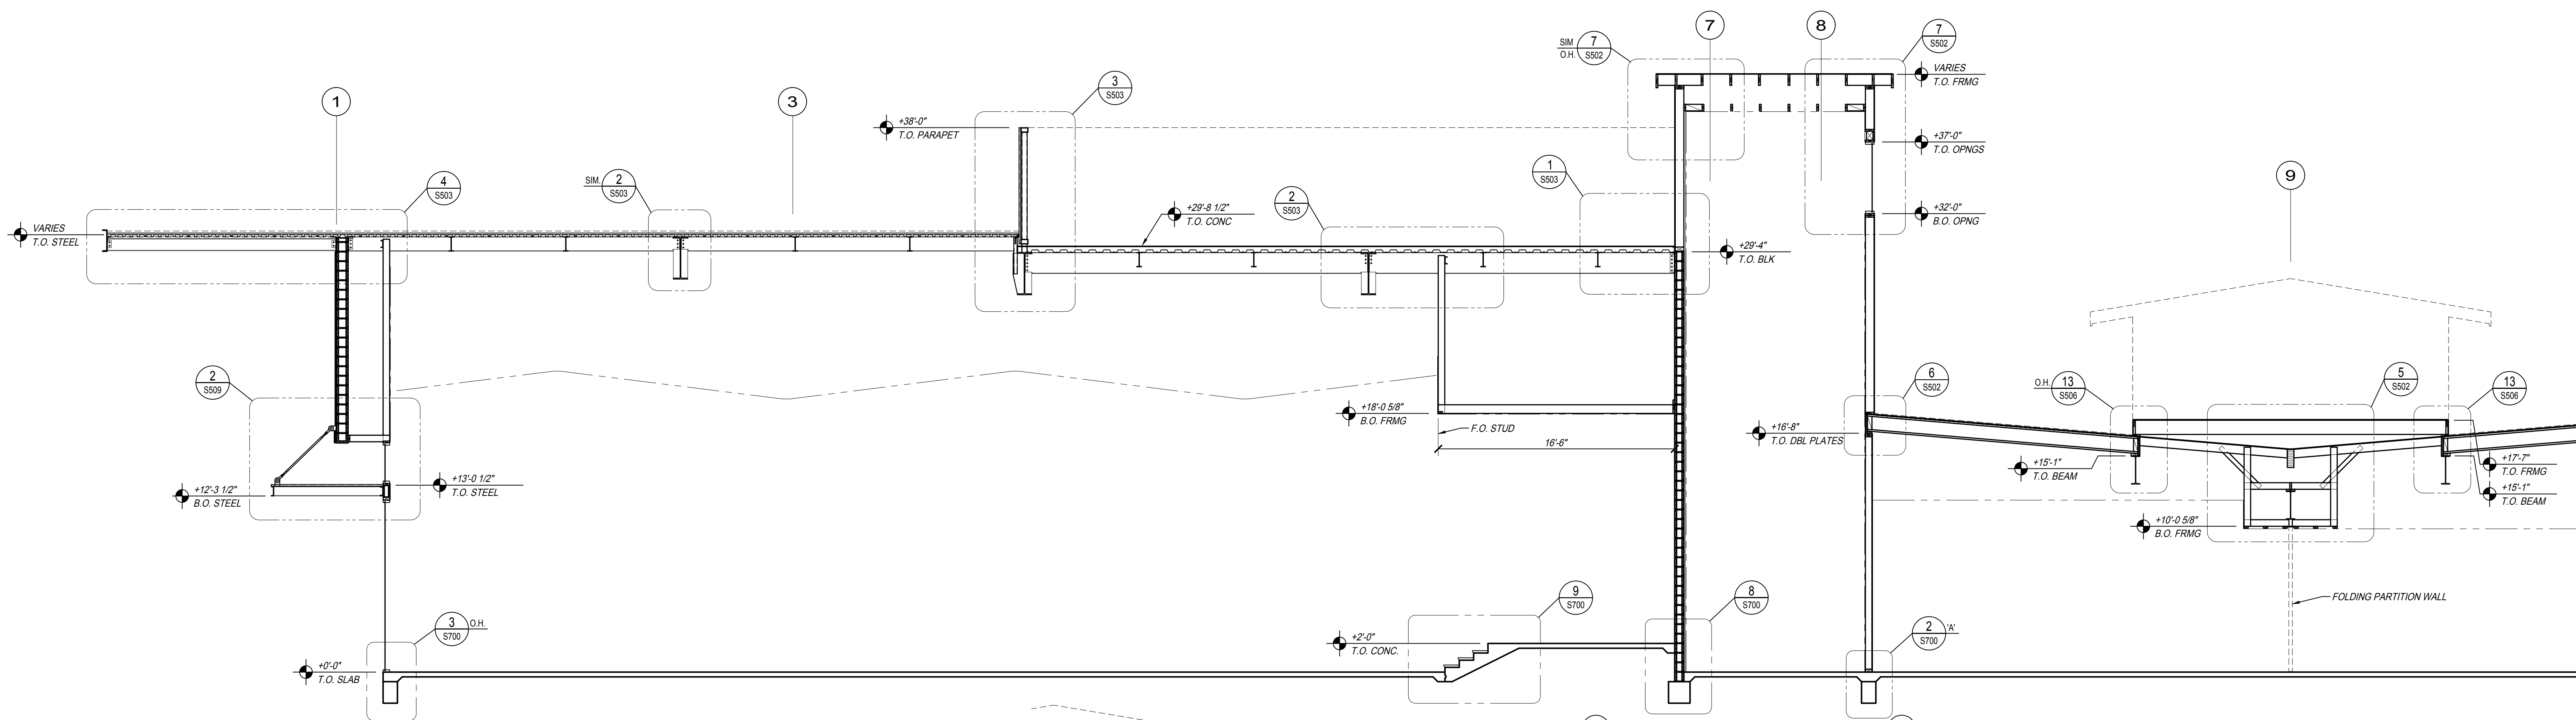 1
3
7
8
9
SIM
O.H.
7
S502
7
S502
VARIES
T.O. FRMG
3
S503
+38'-0"
T.O. PARAPET
+37'-0"
T.O. OPNGS
4
S503
SIM.
2
S503
1
S503
2
S503
+29'-8 1/2"
T.O. CONC
+32'-0"
B.O. OPNG
VARIES
T.O. STEEL
+29'-4"
T.O. BLK
2
S509
6
S502
O.H.
13
S506
5
S502
13
S506
+18'-0 5/8"
B.O. FRMG
F.O. STUD
16'-6"
+16'-8"
T.O. DBL PLATES
+15'-1"
T.O. BEAM
+17'-7"
T.O. FRMG
+15'-1"
T.O. BEAM
+12'-3 1/2"
B.O. STEEL
+13'-0 1/2"
T.O. STEEL
+10'-0 5/8"
B.O. FRMG
FOLDING PARTITION WALL
9
S700
8
S700
3
S700
O.H.
2
S700
'A'
+2'-0"
T.O. CONC.
+0'-0"
T.O. SLAB